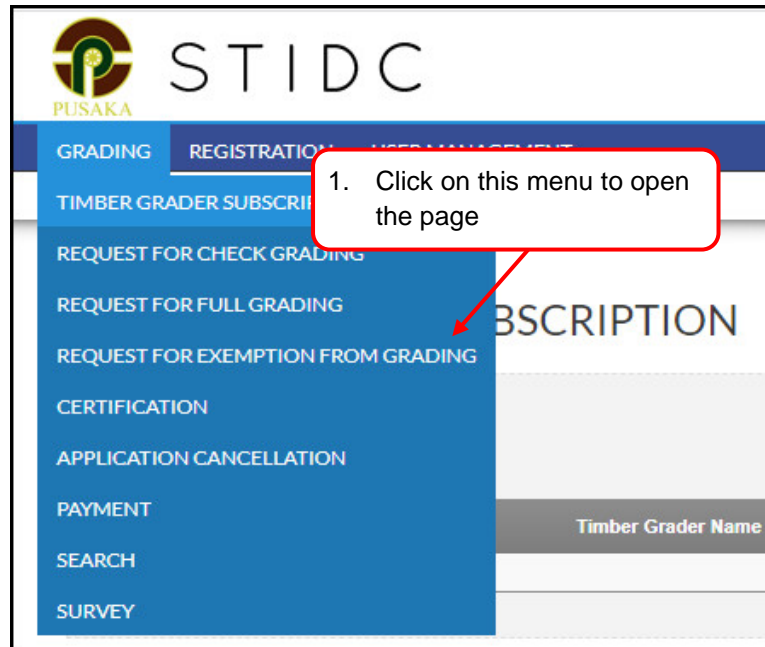 STIDC
PUSAKA
GRADING REGISTRATION USER MANAGEMENT
1. Click on this menu to open
the page
TIMBER GRADER
REQUEST FOR CHECK GRADING
REQUEST FOR FULL GRADING
REQUEST FOR EXEMPTION FROM GRADING
CERTIFICATION
APPLICATION CANCELLATION
PAYMENT
SEARCH
SURVEY
BSCRIPTION
Timber Grader Name